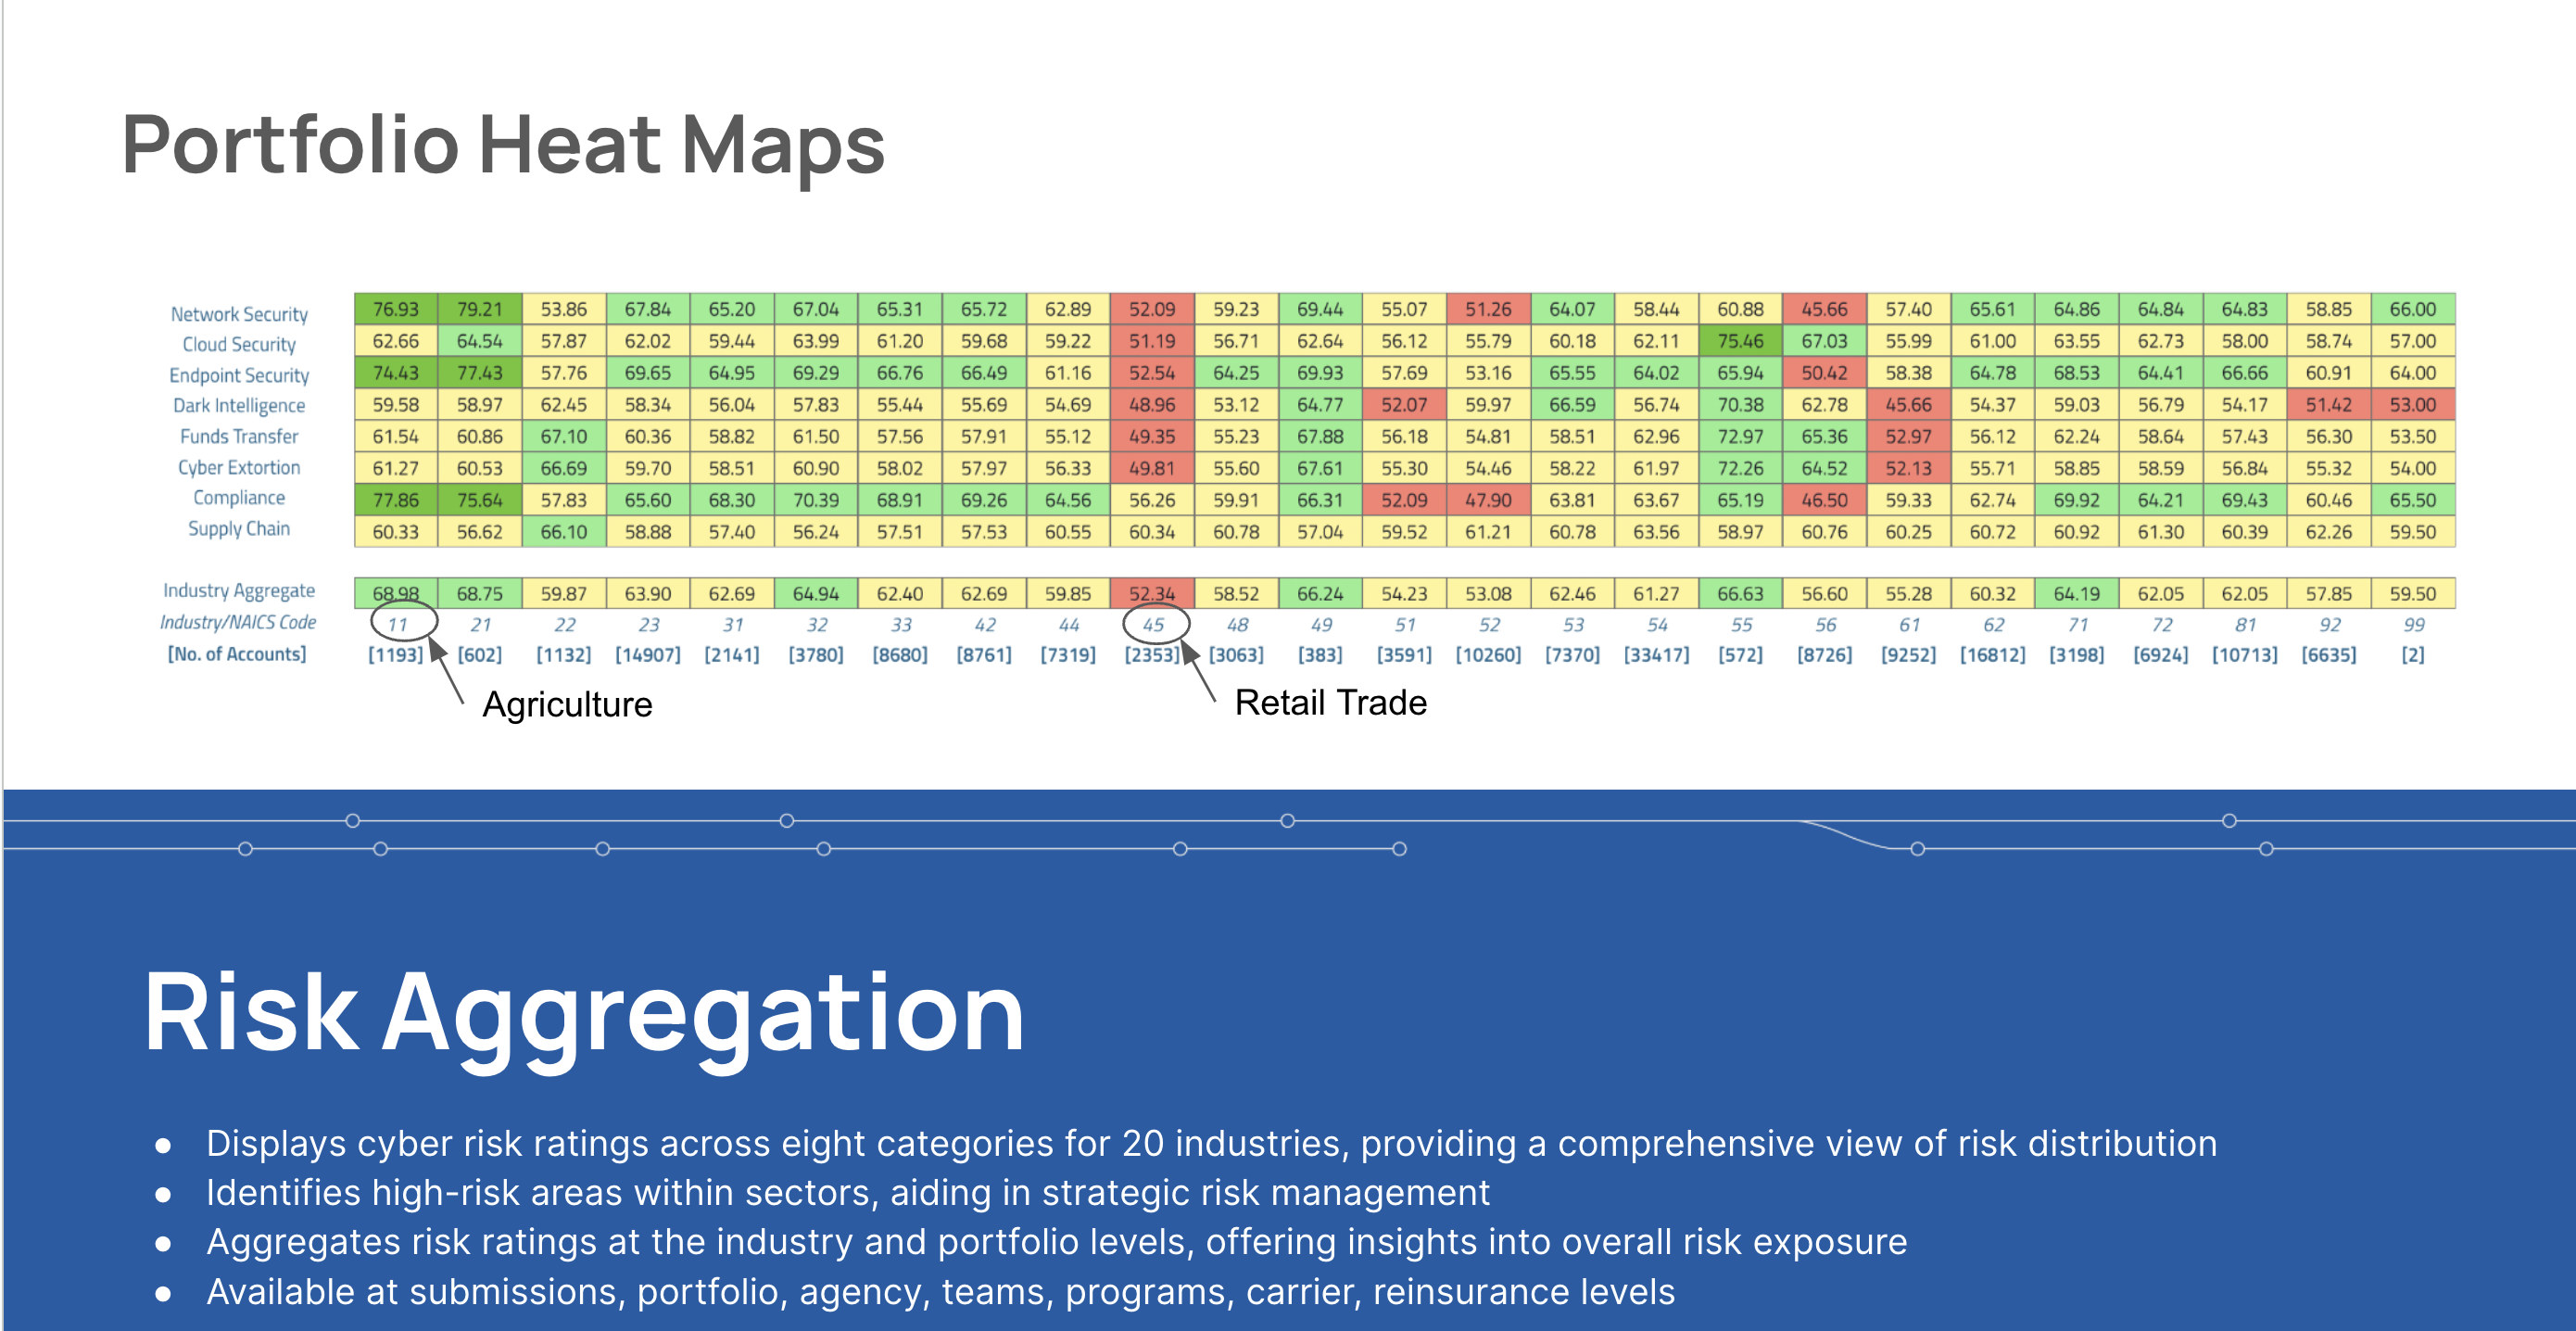 Portfolio Heat Maps
Network Security 76.93 79.21 53.86 67.84 65.20 67.04 65.31 65.72 62.89 52.09 59.23 69.44 55.07 51.26 64.07 58.44 60.88 45.66 57.40 65.61 64.86 64.84 64.83 58.85 66.00
Cloud Security 62.66 64.54 57.87 62.02 59.44 63.99 61.20 59.68 59.22 51.19 56.71 62.64 56.12 55.79 60.18 62.11 75.46 67.03 55.99 61.00 63.55 62.73 58.00 58.74 57.00
Endpoint Security 74.43 77.43 57.76 69.65 64.95 69.29 66.76 66.49 61.16 52.54 64.25 69.93 57.69 53.16 65.55 64.02 65.94 50.42 58.38 64.78 68.53 64.41 66.66 60.91 64.00
Dark Intelligence 59.58 58.97 62.45 58.34 56.04 57.83 55.44 55.69 54.69 48.96 53.12 64.77 52.07 59.97 66.59 56.74 70.38 62.78 45.66 54.37 59.03 56.79 54.17 51.42 53.00
Funds Transfer 61.54 60.86 67.10 60.36 58.82 61.50 57.56 57.91 55.12 49.35 55.23 67.88 56.18 54.81 58.51 62.96 72.97 65.36 52.97 56.12 62.24 58.64 57.43 56.30 53.50
Cyber Extortion 61.27 60.53 66.69 59.70 58.51 60.90 58.02 57.97 56.33 49.81 55.60 67.61 55.30 54.46 58.22 61.97 72.26 64.52 52.13 55.71 58.85 58.59 56.84 55.32 54.00
Compliance 77.86 75.64 57.83 65.60 68.30 70.39 68.91 69.26 64.56 56.26 59.91 66.31 52.09 47.90 63.81 63.67 65.19 46.50 59.33 62.74 69.92 64.21 69.43 60.46 65.50
Supply Chain 60.33 56.62 66.10 58.88 57.40 56.24 57.51 57.53 60.55 60.34 60.78 57.04 59.52 61.21 60.78 63.56 58.97 60.76 60.25 60.72 60.92 61.30 60.39 62.26 59.50
Industry Aggregate 68.98 68.75 59.87 63.90 62.69 64.94 62.40 62.69 59.85 52.34 58.52 66.24 54.23 53.08 62.46 61.27 66.63 56.60 55.28 60.32 64.19 62.05 62.05 57.85 59.50
Industry/NAICS Code 11 21 22 23 31 32 33 42 44 45 48 49 51 52 53 54 55 56 61 62 71 72 81 92 99
[No. of Accounts] [1193] [602] [1132] [14907] [2141] [3780] [8680] [8761] [7319] [2353] [3063] [383] [3591] [10260] [7370] [33417] [572] [8726] [9252] [16812] [3198] [6924] [10713] [6635] [2]
Agriculture Retail Trade
Risk Aggregation
● Displays cyber risk ratings across eight categories for 20 industries, providing a comprehensive view of risk distribution
● Identifies high-risk areas within sectors, aiding in strategic risk management
● Aggregates risk ratings at the industry and portfolio levels, offering insights into overall risk exposure
● Available at submissions, portfolio, agency, teams, programs, carrier, reinsurance levels